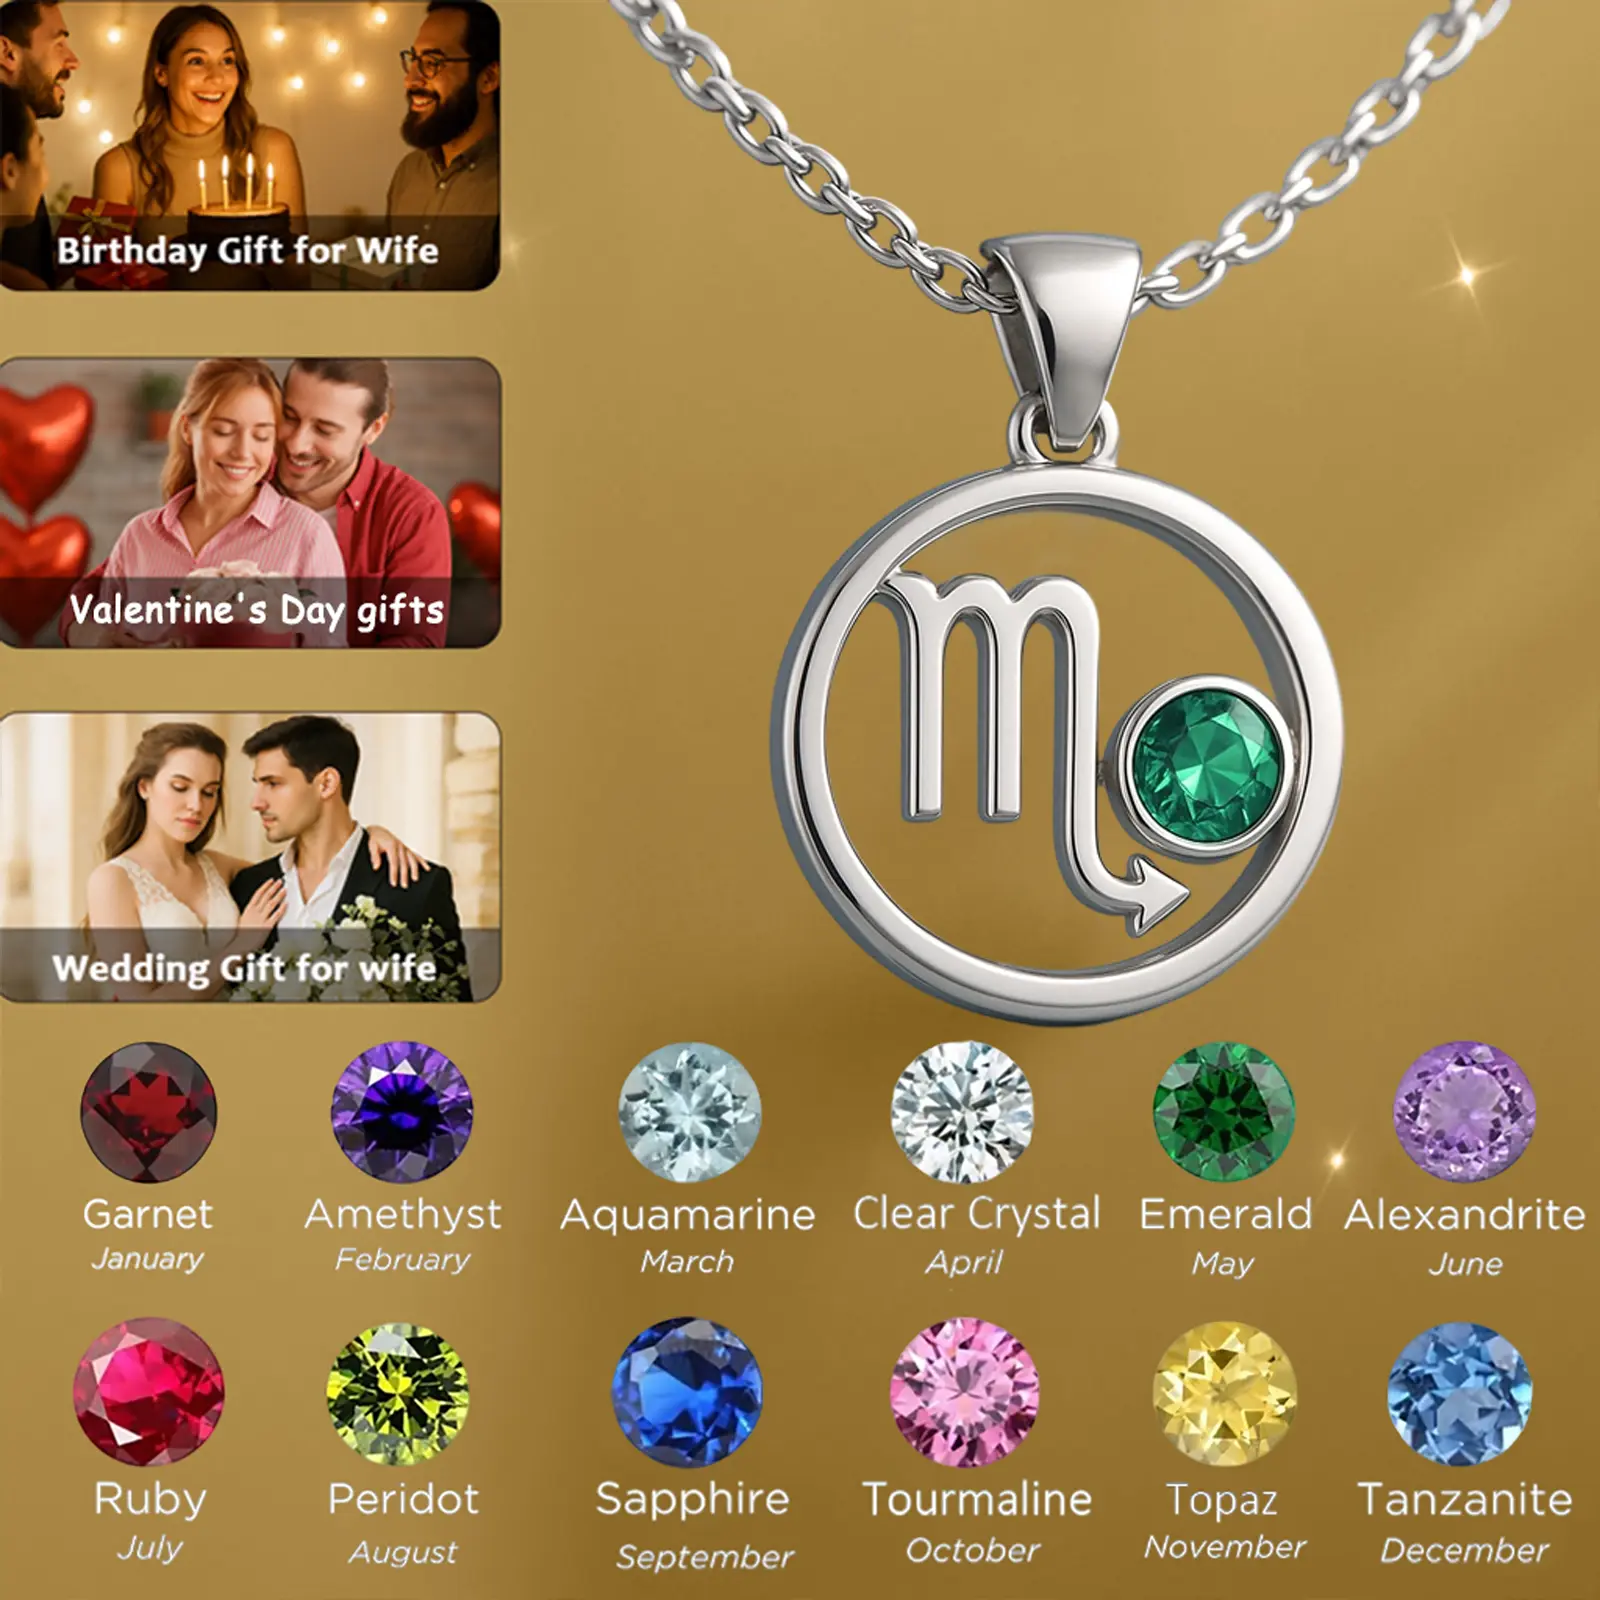 Birthday Gift for Wife
Valentine's Day gifts
Wedding Gift for wife
Garnet
January
Amethyst
February
Aquamarine
March
Clear Crystal
April
Emerald
May
Alexandrite
June
Ruby
July
Peridot
August
Sapphire
September
Tourmaline
October
Topaz
November
Tanzanite
December